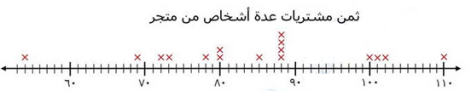 ثمن مشتريات عدة أشخاص من متجر
٦٠ ٧٠ ٨٠ ٩٠ ١٠٠ ١١٠